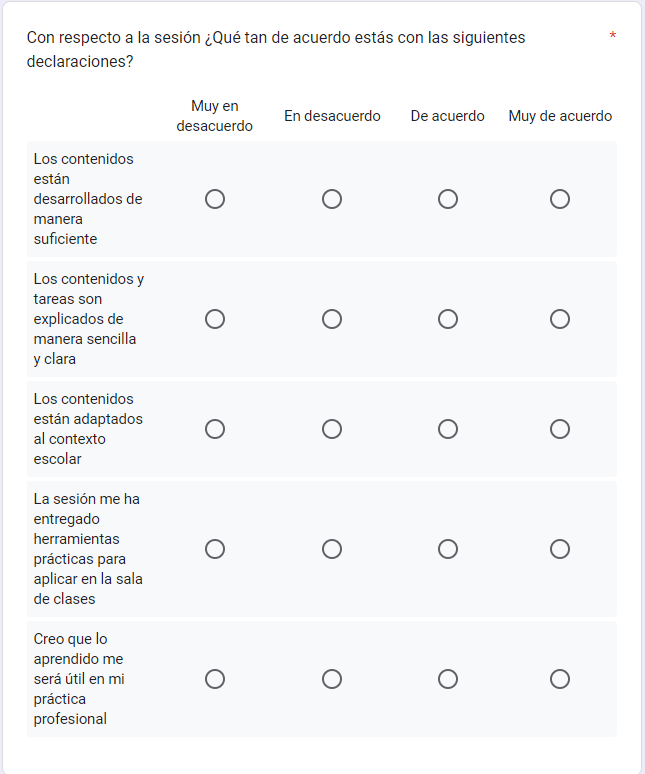 Con respecto a la sesión ¿Qué tan de acuerdo estás con las siguientes *
declaraciones?
Muy en
desacuerdo
En desacuerdo
De acuerdo
Muy de acuerdo
Los contenidos
están
desarrollados de
manera
suficiente
Los contenidos y
tareas son
explicados de
manera sencilla
y clara
Los contenidos
están adaptados
al contexto
escolar
La sesión me ha
entregado
herramientas
prácticas para
aplicar en la sala
de clases
Creo que lo
aprendido me
será útil en mi
práctica
profesional